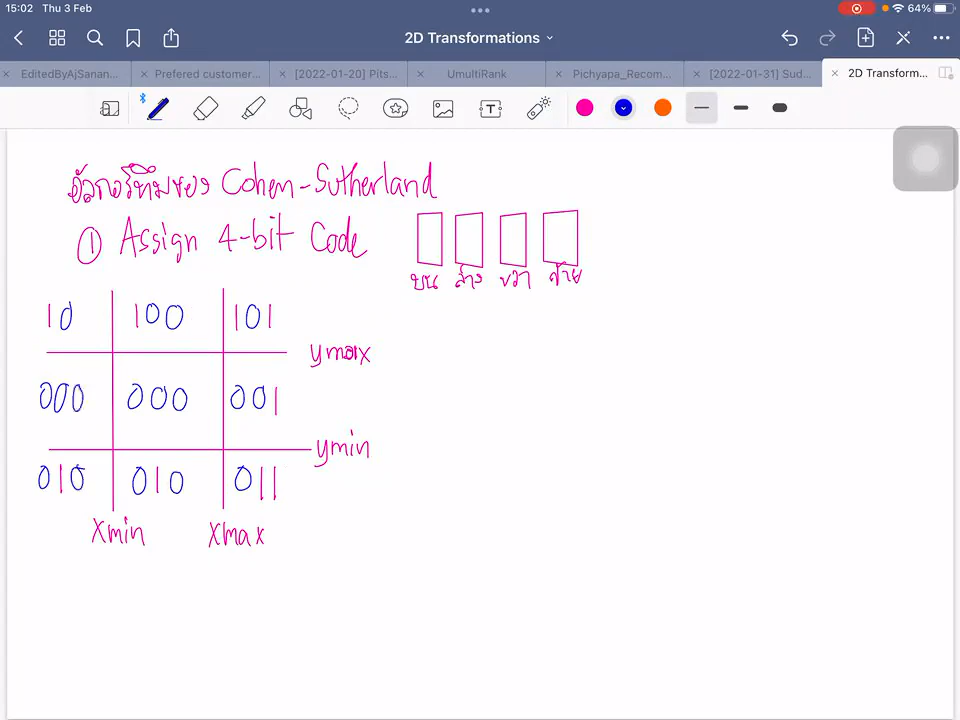 15:02 Thu 3 Feb
64%
2D Transformations
EditedByAjSanan...
Prefered customer...
[2022-01-20] Pits...
UmultiRank
Pichyapa_Recom...
[2022-01-31] Sud...
2D Transform...
อัลกอริทึมของ Cohen-Sutherland
① Assign 4-bit Code
บน ล่าง ขวา ซ้าย
10 100 101
ymax
000 000 001
ymin
010 010 011
xmin xmax